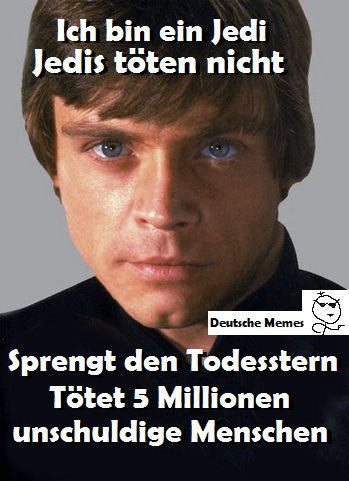 Ich bin ein Jedi
Jedis töten nicht
Deutsche Memes
Sprengt den Todesstern
Tötet 5 Millionen
unschuldige Menschen